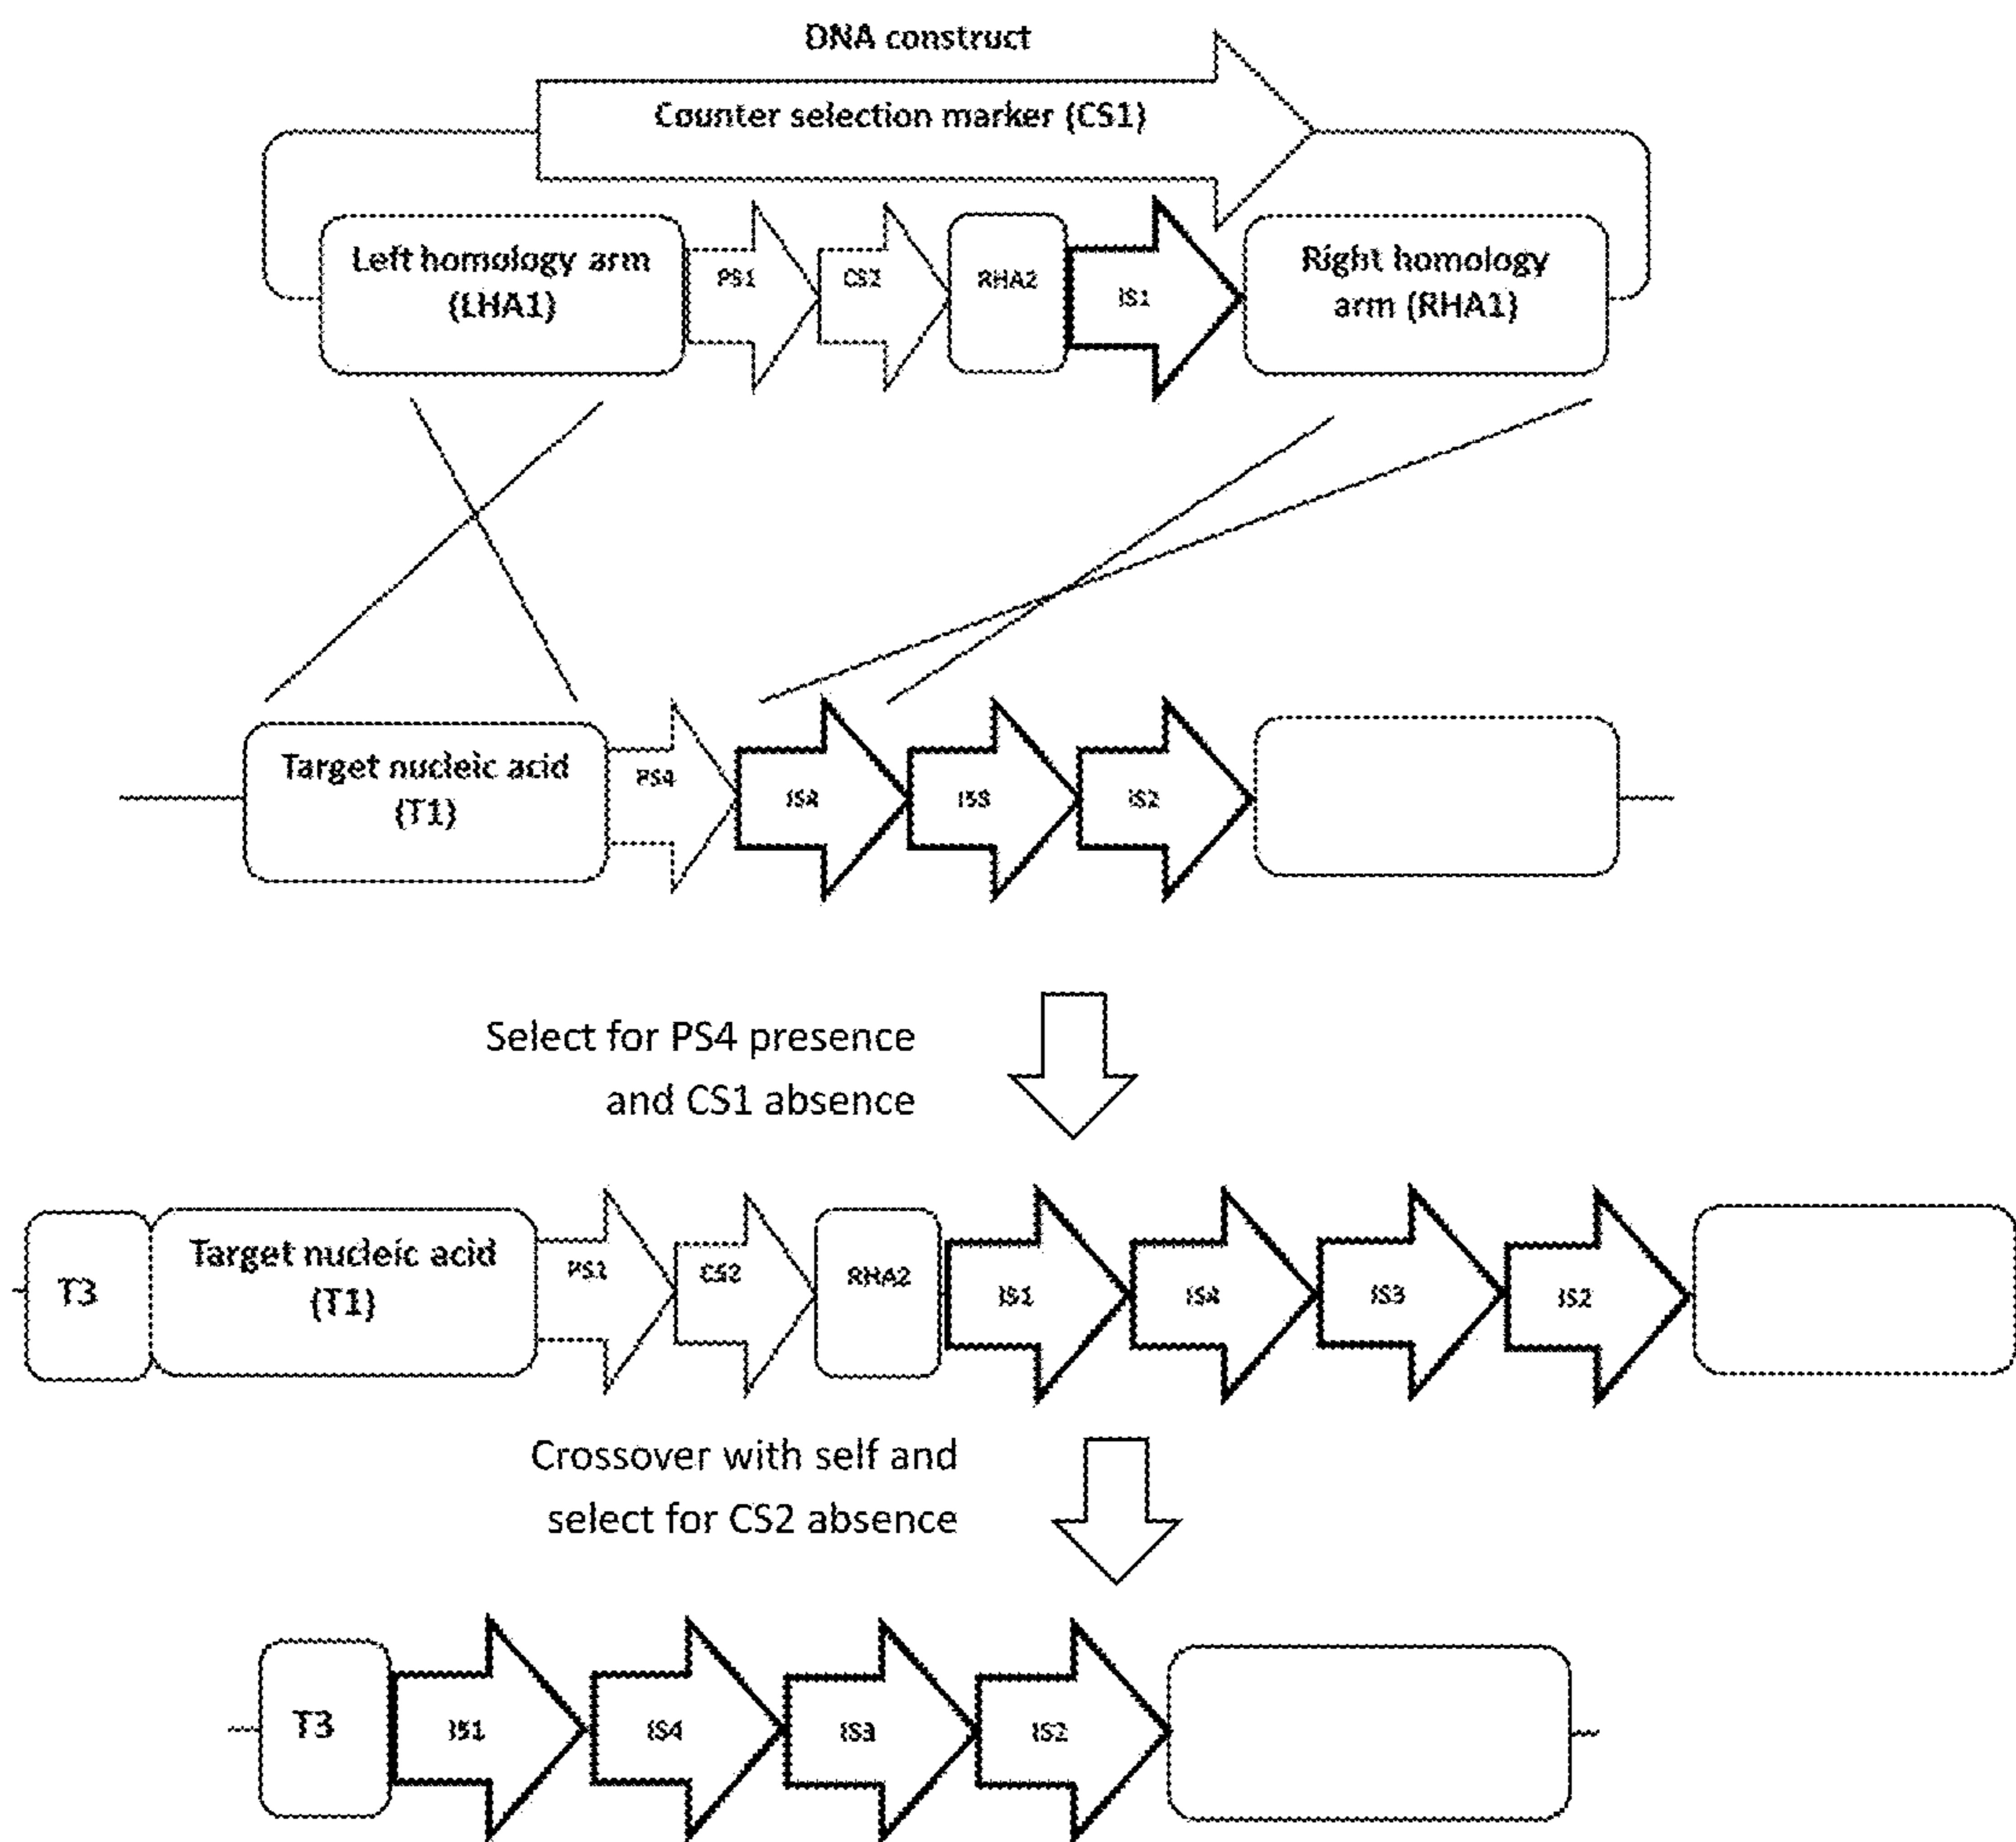 DNA construct
Counter selection marker (CS1)
Left homology arm
(LHA1)
PS1
CS2
RHA2
IS1
Right homology
arm (RHA1)
Target nucleic acid
(T1)
PS4
IS4
IS3
IS2
Select for PS4 presence
and CS1 absence
T3
Target nucleic acid
(T1)
PS1
CS2
RHA2
IS1
IS4
IS3
IS2
Crossover with self and
select for CS2 absence
T3
IS1
IS4
IS3
IS2